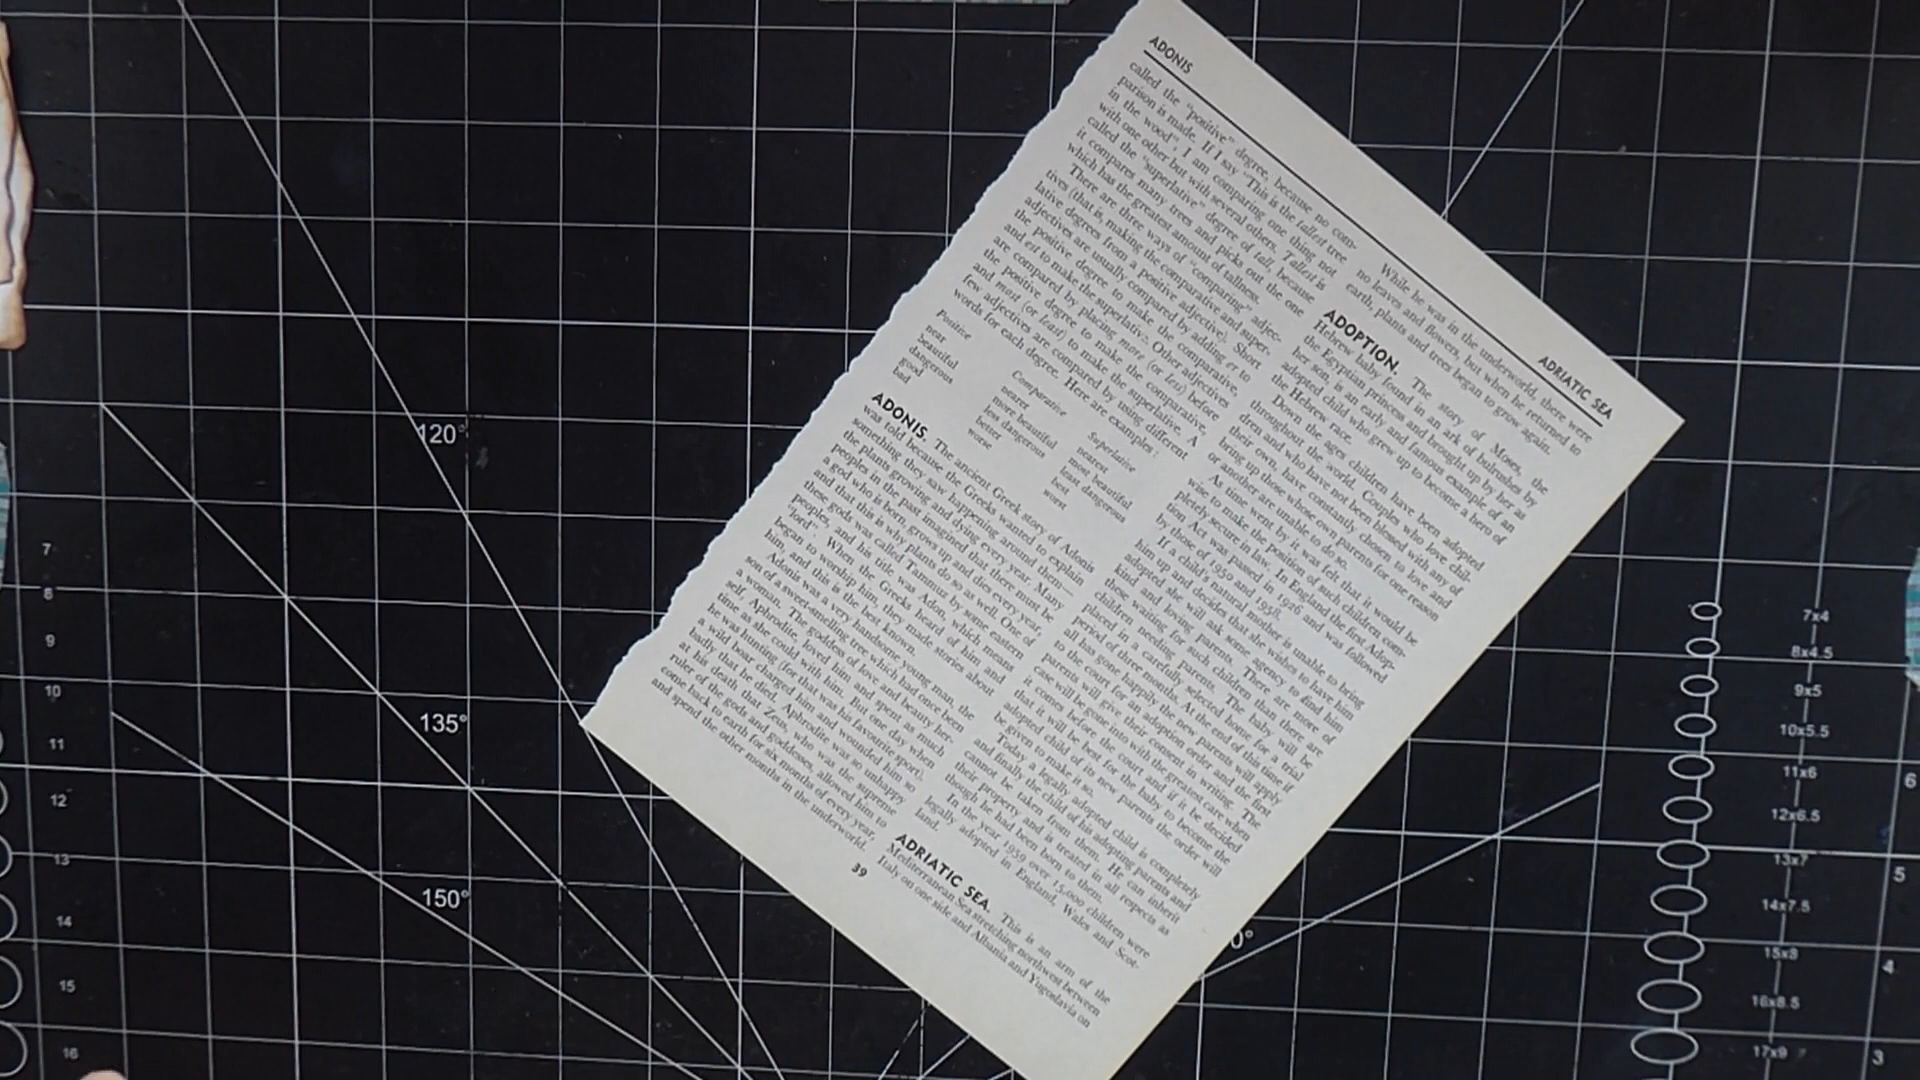 ADONIS
ADRIATIC SEA
called the "positive" degree, because no com-
parison is made. If I say "This is the tallest tree
in the wood", I am comparing one thing not
with one other but with several others. Tallest is
called the "superlative" degree of tall, because
it compares many trees and picks out the one
which has the greatest amount of tallness.
There are three ways of "comparing" adjec-
tives (that is, making the comparative and super-
lative degrees from a positive adjective). Short
adjectives are usually compared by adding er to
the positive degree to make the comparative,
and est to make the superlative. Other adjectives
are compared by placing more (or less) before
the positive degree to make the comparative,
and most (or least) to make the superlative. A
few adjectives are compared by using different
words for each degree. Here are examples:
Positive Comparative Superlative
near nearer nearest
beautiful more beautiful most beautiful
dangerous less dangerous least dangerous
good better best
bad worse worst
ADONIS. The ancient Greek story of Adonis
was told because the Greeks wanted to explain
something they saw happening around them—
the plants growing and dying every year. Many
peoples in the past imagined that there must be
a god who is born, grows up and dies every year,
and that this is why plants do so as well. One of
these gods was called Tammuz by some eastern
peoples, and his title was Adon, which means
"lord". When the Greeks heard of him and
began to worship him, they made stories about
him, and this is the best known.
Adonis was a very handsome young man, the
son of a sweet-smelling tree which had once been
a woman. The goddess of love and beauty her-
self, Aphrodite, loved him and spent as much
time as she could with him. But one day when
he was hunting (for that was his favourite sport),
a wild boar charged him and wounded him so
badly that he died. Aphrodite was so unhappy
at his death that Zeus, who was the supreme
ruler of the gods and goddesses, allowed him to
come back to earth for six months of every year,
and spend the other months in the underworld.
While he was in the underworld, there were
no leaves and flowers, but when he returned to
earth, plants and trees began to grow again.
ADOPTION. The story of Moses, the
Hebrew baby found in an ark of bulrushes by
the Egyptian princess and brought up by her as
her son, is an early and famous example of an
adopted child who grew up to become a hero of
the Hebrew race.
Down the ages children have been adopted
throughout the world. Couples who love chil-
dren and who have not been blessed with any of
their own, have constantly chosen to love and
bring up those whose own parents for one reason
or another are unable to do so.
As time went by it was felt that it would be
wise to make the position of such children com-
pletely secure in law. In England the first Adop-
tion Act was passed in 1926 and was followed
by those of 1950 and 1958.
If a child's natural mother is unable to bring
him up and decides that she wishes to have him
adopted she will ask some agency to find him
kind and loving parents. There are more of
these waiting for such children than there are
children needing parents. The baby will be
placed in a carefully selected home for a trial
period of three months. At the end of this time if
all has gone happily the new parents will apply
to the court for an adoption order and the first
parents will give their consent in writing. The
case will be gone into with the greatest care when
it comes before the court and if it be decided
that it will be best for the baby to become the
adopted child of its new parents the order will
be given to make it so.
Today a legally adopted child is completely
and finally the child of his adopting parents and
cannot be taken from them. He can inherit
their property and is treated in all respects as
though he had been born to them.
In the year 1959 over 15,000 children were
legally adopted in England, Wales and Scot-
land.
ADRIATIC SEA. This is an arm of the
Mediterranean Sea stretching northwest between
Italy on one side and Albania and Yugoslavia on
39
120°
135°
150°
0°
7
8
9
10
11
12
13
14
15
16
7x4
8x4.5
9x5
10x5.5
11x6
12x6.5
13x7
14x7.5
15x8
16x8.5
17x9
6
5
4
3